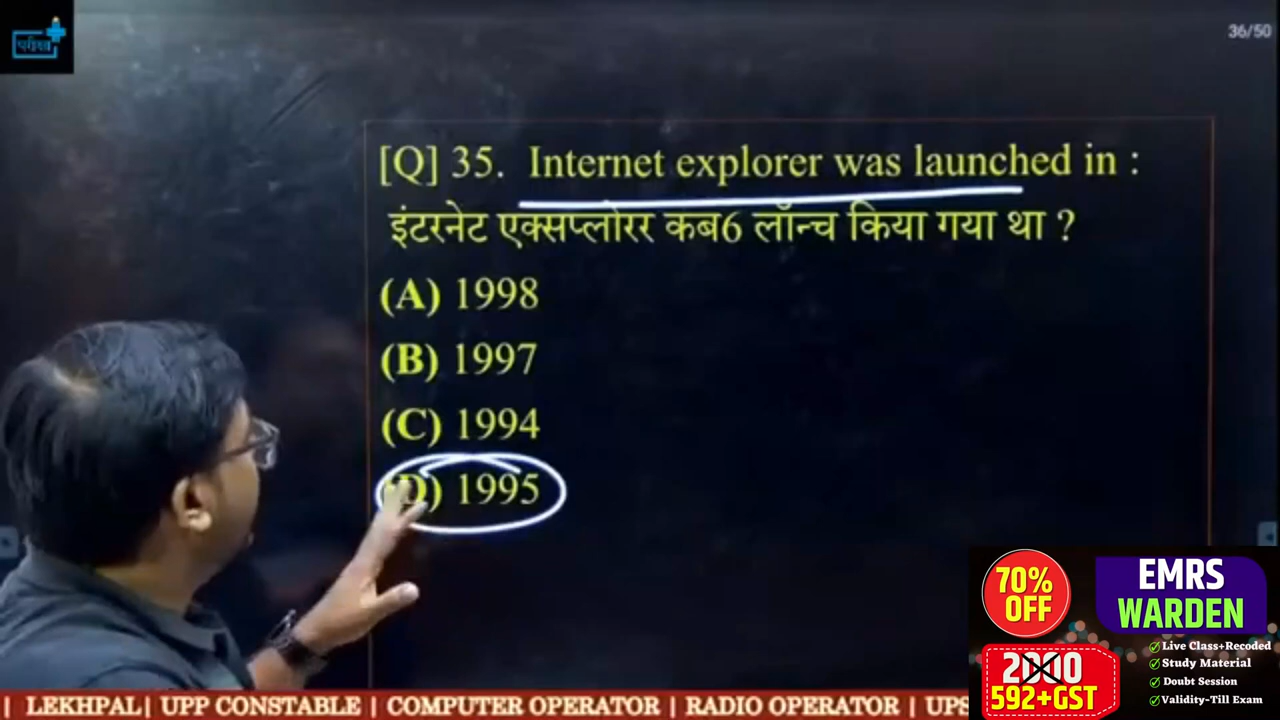 परीक्षा
36/50
[Q] 35. Internet explorer was launched in :
इंटरनेट एक्सप्लोरर कब6 लॉन्च किया गया था ?
(A) 1998
(B) 1997
(C) 1994
(D) 1995
70%
OFF
EMRS
WARDEN
2000
592+GST
Live Class+Recoded
Study Material
Doubt Session
Validity-Till Exam
| LEKHPAL| UPP CONSTABLE | COMPUTER OPERATOR | RADIO OPERATOR | UPS